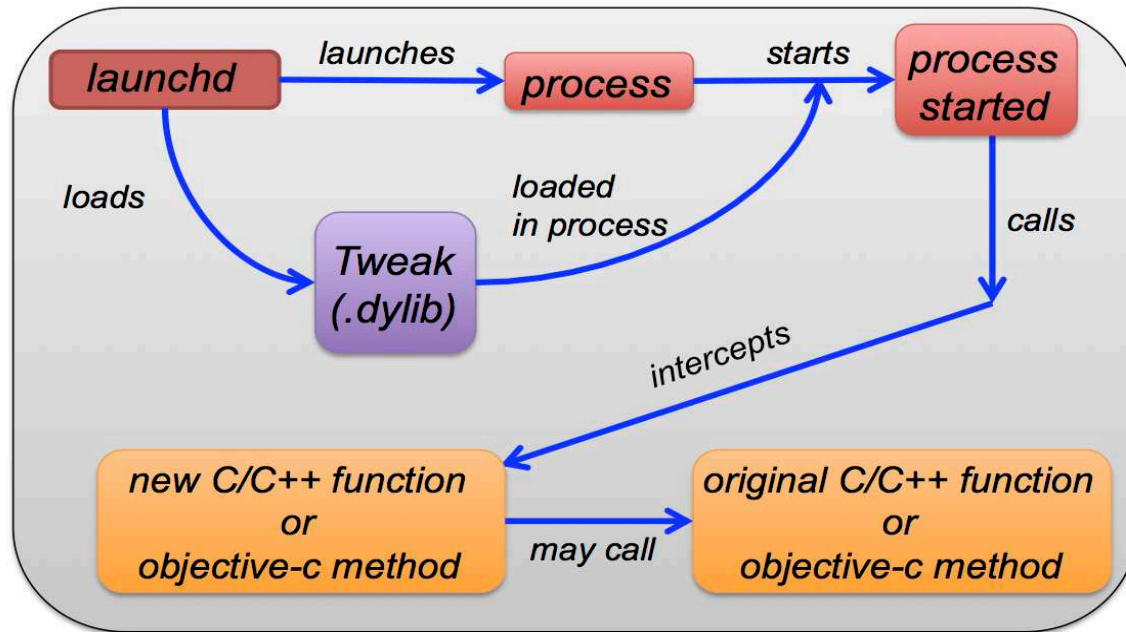 launchd
launches
process
starts
process
started
loads
Tweak
(.dylib)
loaded
in process
calls
intercepts
new C/C++ function
or
objective-c method
may call
original C/C++ function
or
objective-c method